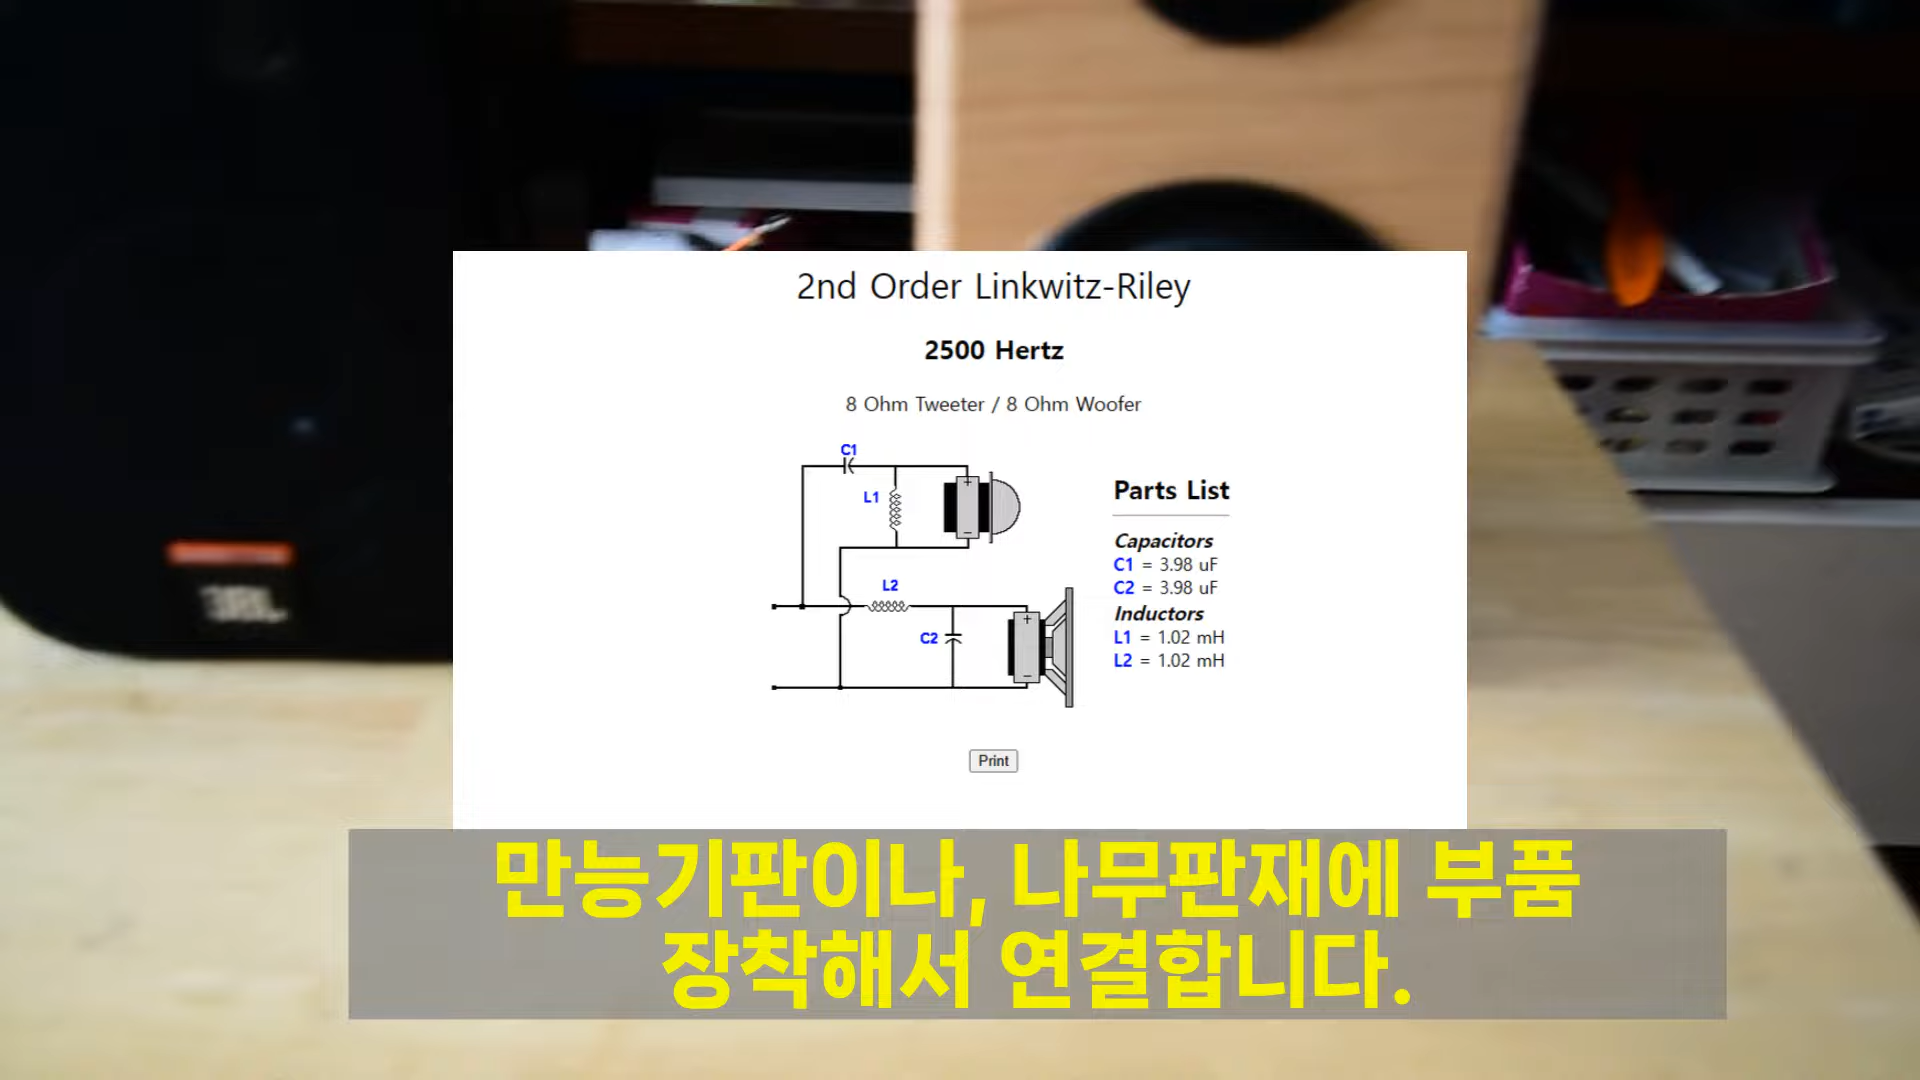 2nd Order Linkwitz-Riley
2500 Hertz
8 Ohm Tweeter / 8 Ohm Woofer
C1
L1
+
-
L2
C2
+
-
Parts List
Capacitors
C1 = 3.98 uF
C2 = 3.98 uF
Inductors
L1 = 1.02 mH
L2 = 1.02 mH
Print
JBL
만능기판이나, 나무판재에 부품
장착해서 연결합니다.